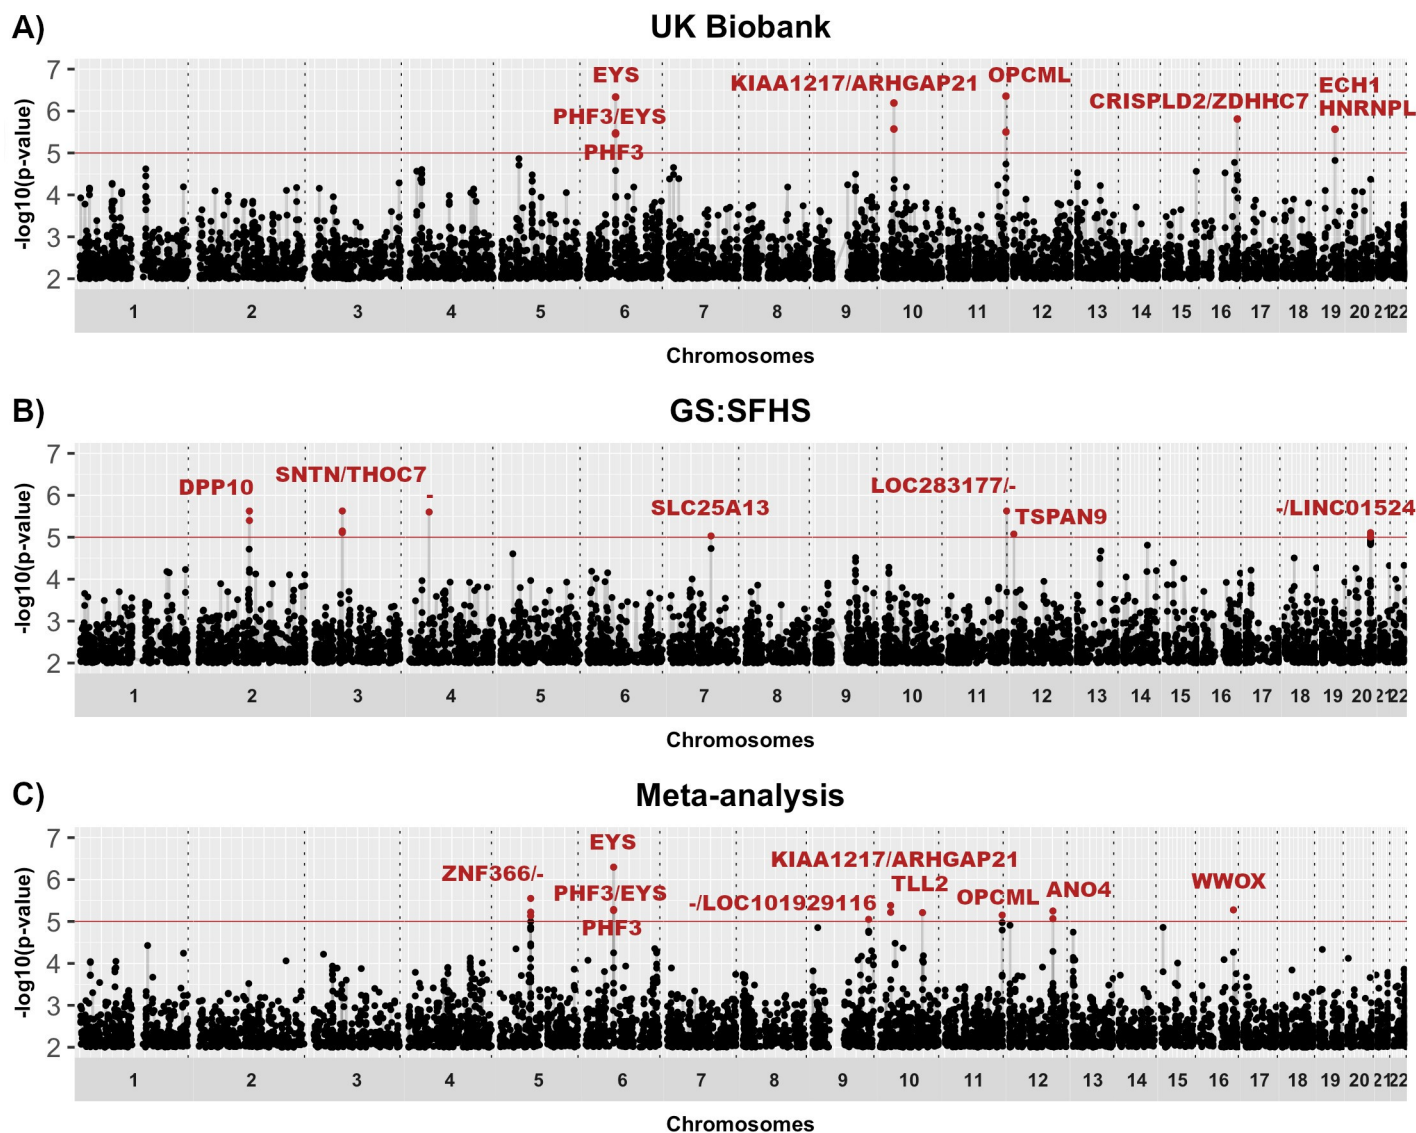 A)
UK Biobank
-log10(p-value)
7
6
5
4
3
2
EYS
PHF3/EYS
PHF3
KIAA1217/ARHGAP21
OPCML
CRISPLD2/ZDHHC7
ECH1
HNRNPL
1 2 3 4 5 6 7 8 9 10 11 12 13 14 15 16 17 18 19 20 21 22
Chromosomes
B)
GS:SFHS
-log10(p-value)
7
6
5
4
3
2
DPP10
SNTN/THOC7
-
SLC25A13
LOC283177/-
TSPAN9
-/LINC01524
1 2 3 4 5 6 7 8 9 10 11 12 13 14 15 16 17 18 19 20 21 22
Chromosomes
C)
Meta-analysis
-log10(p-value)
7
6
5
4
3
2
ZNF366/-
EYS
PHF3/EYS
PHF3
-/LOC101929116
KIAA1217/ARHGAP21
TLL2
OPCML
ANO4
WWOX
1 2 3 4 5 6 7 8 9 10 11 12 13 14 15 16 17 18 19 20 21 22
Chromosomes